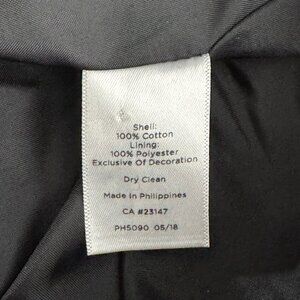 Shell:
100% Cotton
Lining:
100% Polyester
Exclusive Of Decoration
Dry Clean
Made in Philippines
CA #23147
PH5090 05/18